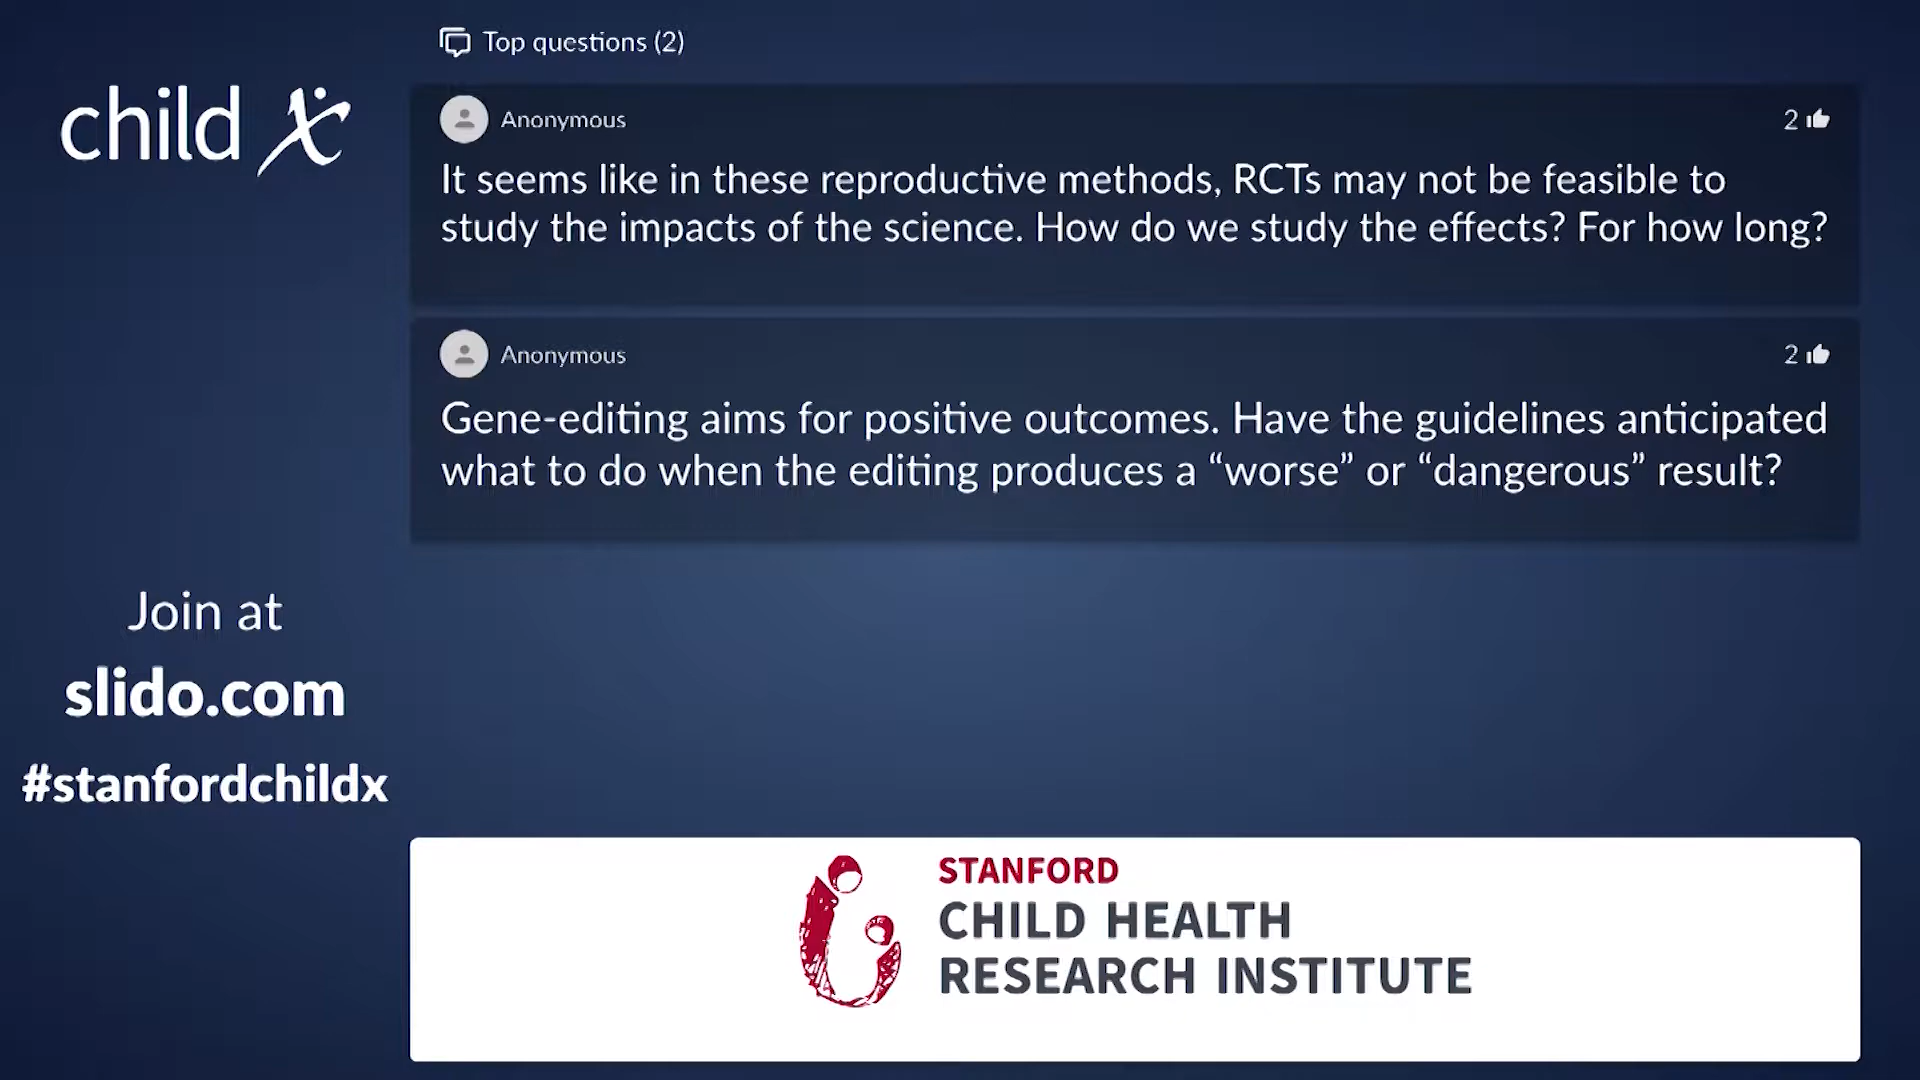 Top questions (2)
child x
Anonymous
2
It seems like in these reproductive methods, RCTs may not be feasible to
study the impacts of the science. How do we study the effects? For how long?
Anonymous
2
Gene-editing aims for positive outcomes. Have the guidelines anticipated
what to do when the editing produces a “worse” or “dangerous” result?
Join at
slido.com
#stanfordchildx
STANFORD
CHILD HEALTH
RESEARCH INSTITUTE